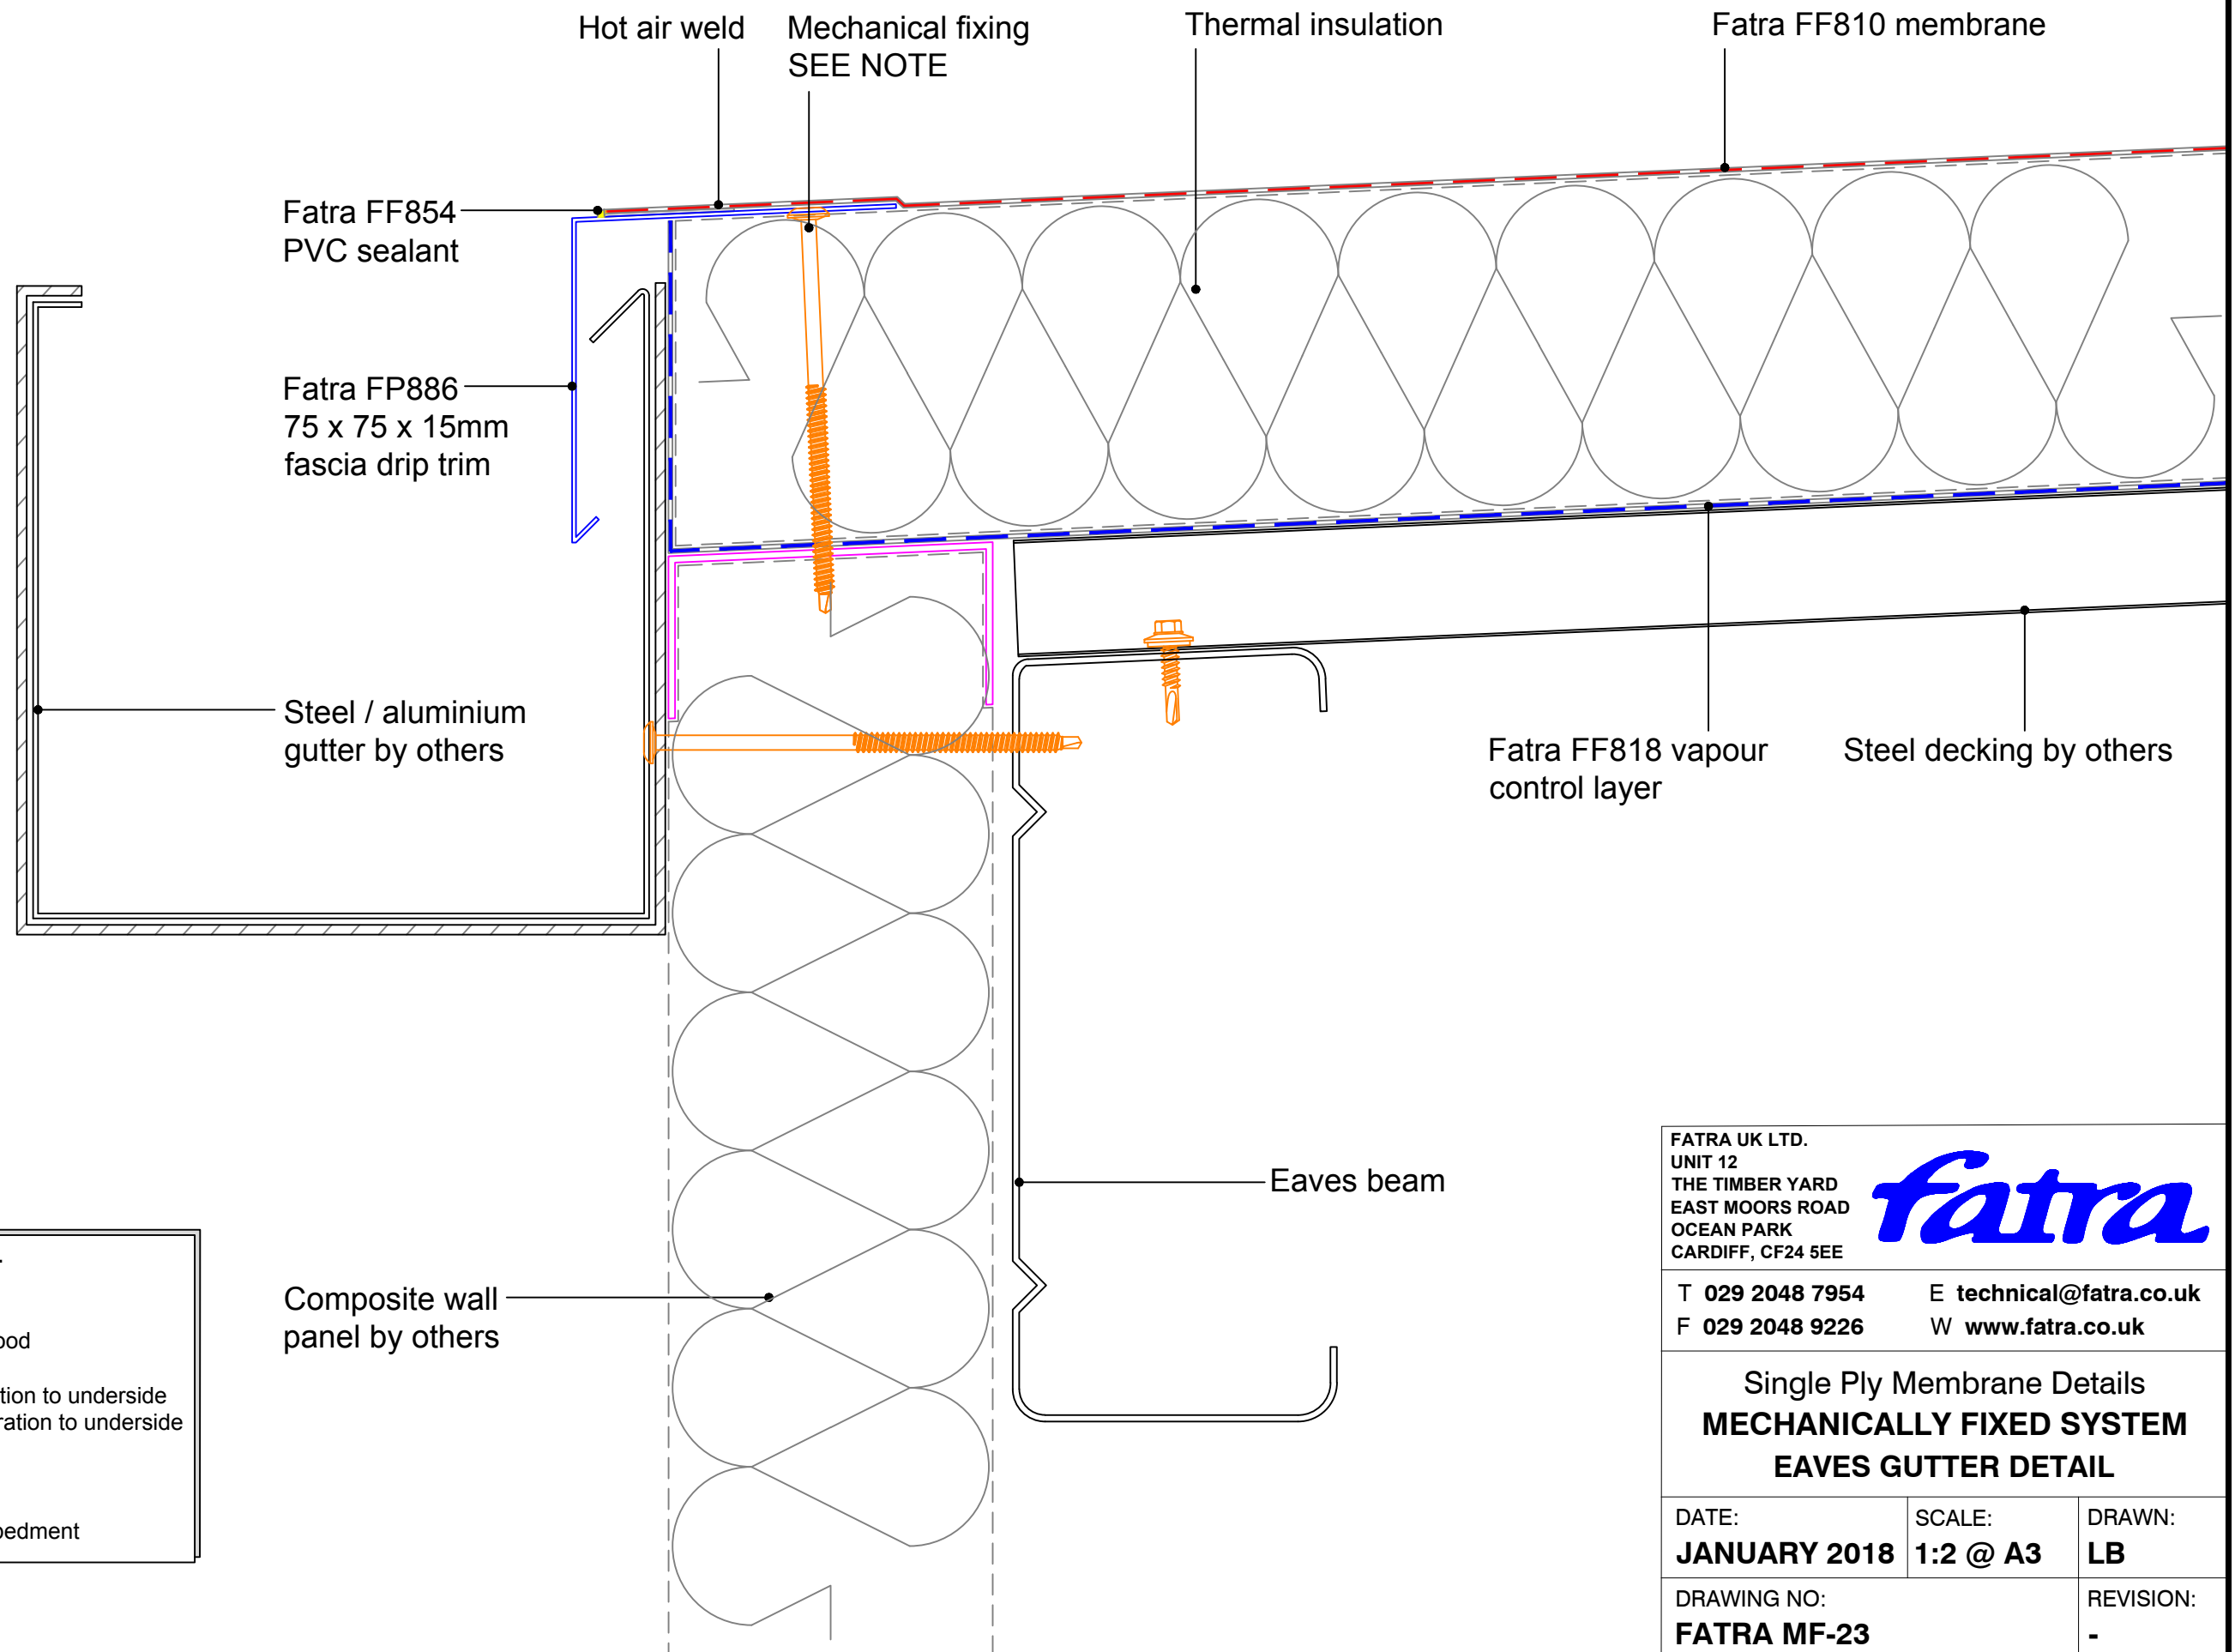 Hot air weld
Mechanical fixing
SEE NOTE
Thermal insulation
Fatra FF810 membrane
Fatra FF854
PVC sealant
Fatra FP886
75 x 75 x 15mm
fascia drip trim
Steel / aluminium
gutter by others
Fatra FF818 vapour
control layer
Steel decking by others
Eaves beam
Composite wall
panel by others
FATRA UK LTD.
UNIT 12
THE TIMBER YARD
EAST MOORS ROAD
OCEAN PARK
CARDIFF, CF24 5EE
fatra
T 029 2048 7954
E technical@fatra.co.uk
F 029 2048 9226
W www.fatra.co.uk
Single Ply Membrane Details
MECHANICALLY FIXED SYSTEM
EAVES GUTTER DETAIL
DATE:
JANUARY 2018
SCALE:
1:2 @ A3
DRAWN:
LB
DRAWING NO:
FATRA MF-23
REVISION:
-
to underside
to underside